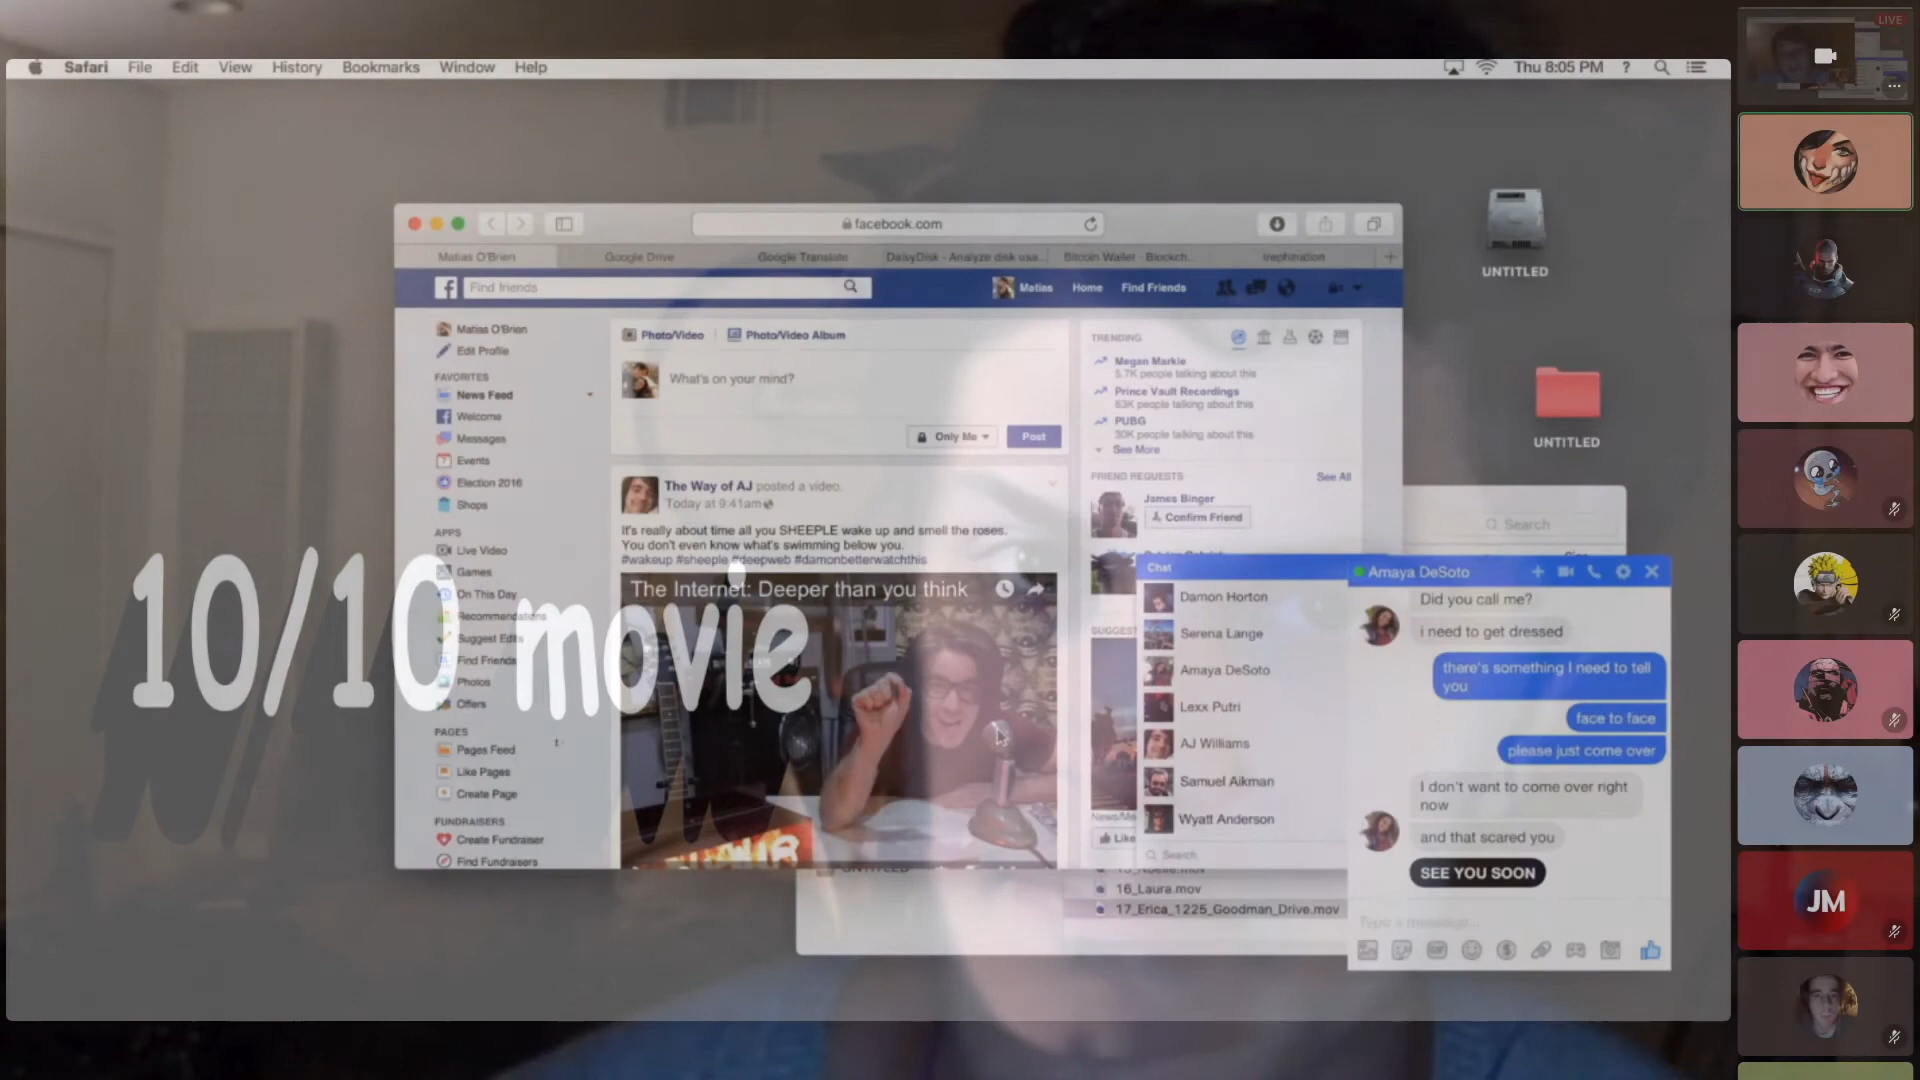 LIVE
Safari File Edit View History Bookmarks Window Help
Thu 8:05 PM ?
facebook.com
Matias O'Brien
Google Drive
Google Translate
DaisyDisk - Analyze disk usa...
Bitcoin Wallet - Blockch...
trephination
Find friends
Matias Home Find Friends
Matias O'Brien
Edit Profile
FAVORITES
News Feed
Welcome
Messages
Events
Election 2016
Shops
APPS
Live Video
Games
On This Day
Recommendations
Suggest Edits
Find Friends
Photos
Offers
PAGES
Pages Feed
Like Pages
Create Page
FUNDRAISERS
Create Fundraiser
Find Fundraisers
Photo/Video
Photo/Video Album
What's on your mind?
Only Me
Post
The Way of AJ posted a video.
Today at 9:41am
It's really about time all you SHEEPLE wake up and smell the roses.
You don't even know what's swimming below you.
#wakeup #sheeple #deepweb #damonbetterwatchthis
The Internet: Deeper than you think
10/10 movie
TRENDING
Megan Markle
5.7K people talking about this
Prince Vault Recordings
63K people talking about this
PUBG
30K people talking about this
See More
FRIEND REQUESTS
See All
James Binger
Confirm Friend
SUGGEST
Like
Chat
Damon Horton
Serena Lange
Amaya DeSoto
Lexx Putri
AJ Williams
Samuel Aikman
Wyatt Anderson
Search
16_Laura.mov
17_Erica_1225_Goodman_Drive.mov
UNTITLED
UNTITLED
UNTITLED
Search
Amaya DeSoto
Did you call me?
i need to get dressed
there's something I need to tell
you
face to face
please just come over
I don't want to come over right
now
and that scared you
SEE YOU SOON
Type a message...
JM